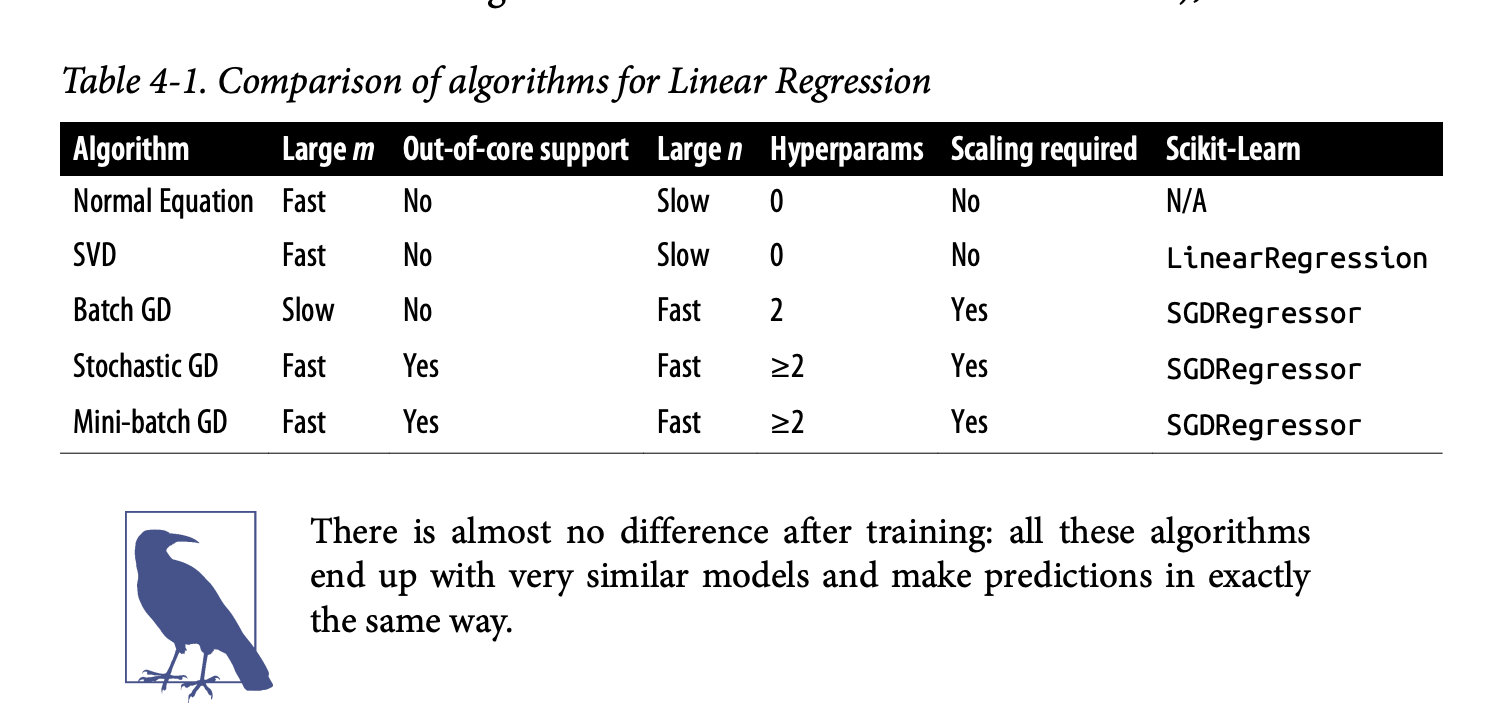 Table 4-1. Comparison of algorithms for Linear Regression
Algorithm Large m Out-of-core support Large n Hyperparams Scaling required Scikit-Learn
Normal Equation Fast No Slow 0 No N/A
SVD Fast No Slow 0 No LinearRegression
Batch GD Slow No Fast 2 Yes SGDRegressor
Stochastic GD Fast Yes Fast ≥2 Yes SGDRegressor
Mini-batch GD Fast Yes Fast ≥2 Yes SGDRegressor
There is almost no difference after training: all these algorithms
end up with very similar models and make predictions in exactly
the same way.